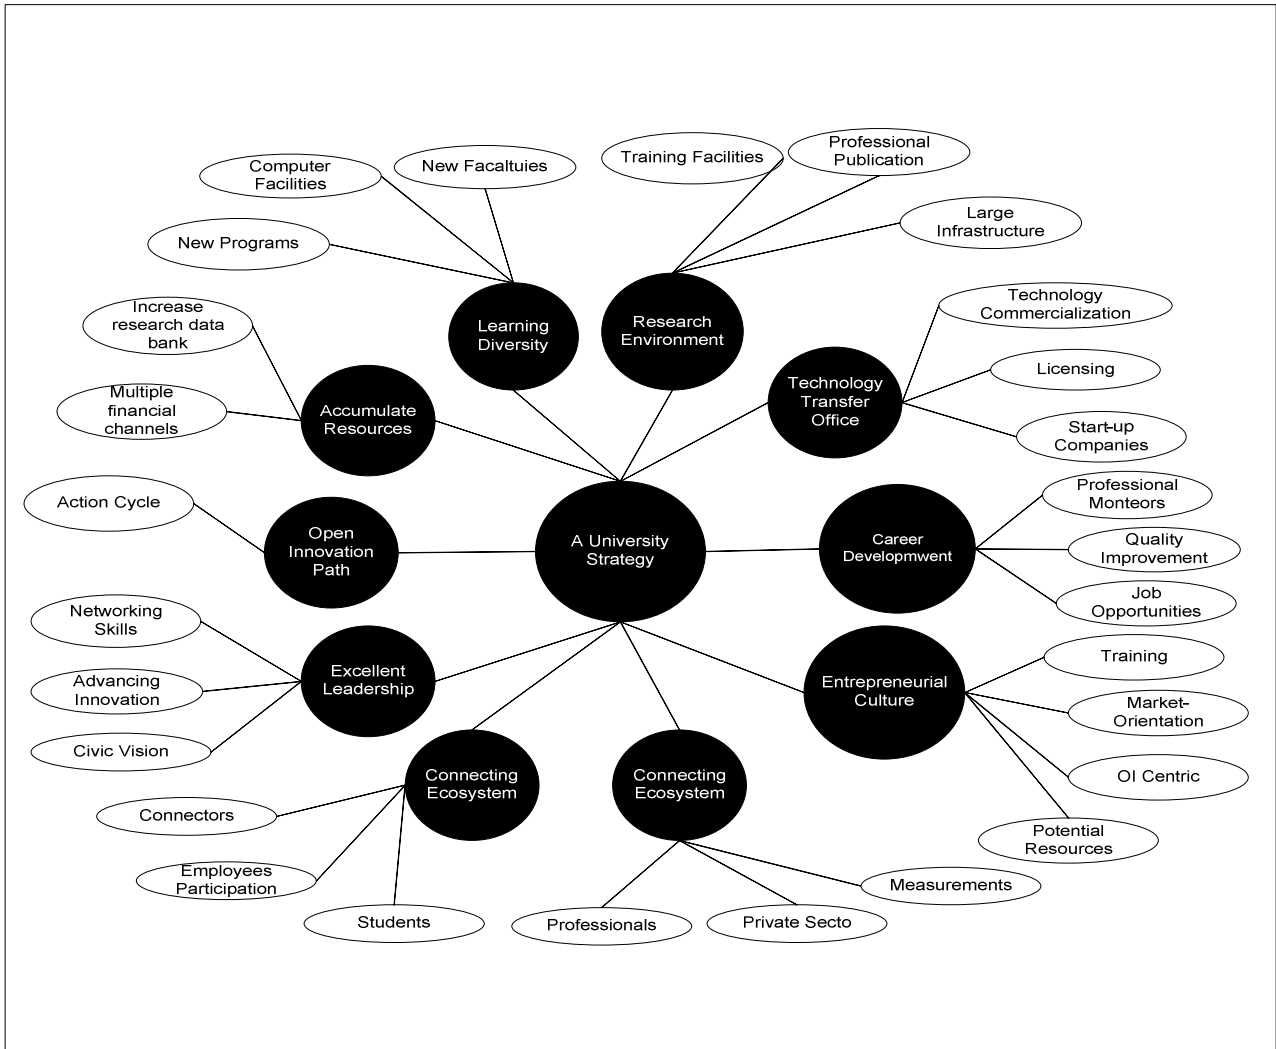 Computer
Facilities
New Facaltuies
Training Facilities
Professional
Publication
New Programs
Large
Infrastructure
Increase
research data
bank
Learning
Diversity
Research
Environment
Technology
Commercialization
Multiple
financial
channels
Accumulate
Resources
Technology
Transfer
Office
Licensing
Start-up
Companies
Action Cycle
Open
Innovation
Path
A University
Strategy
Career
Developmwent
Professional
Monteors
Quality
Improvement
Job
Opportunities
Networking
Skills
Advancing
Innovation
Civic Vision
Excellent
Leadership
Entrepreneurial
Culture
Training
Market-
Orientation
OI Centric
Potential
Resources
Connecting
Ecosystem
Connecting
Ecosystem
Connectors
Employees
Participation
Students
Professionals
Private Secto
Measurements